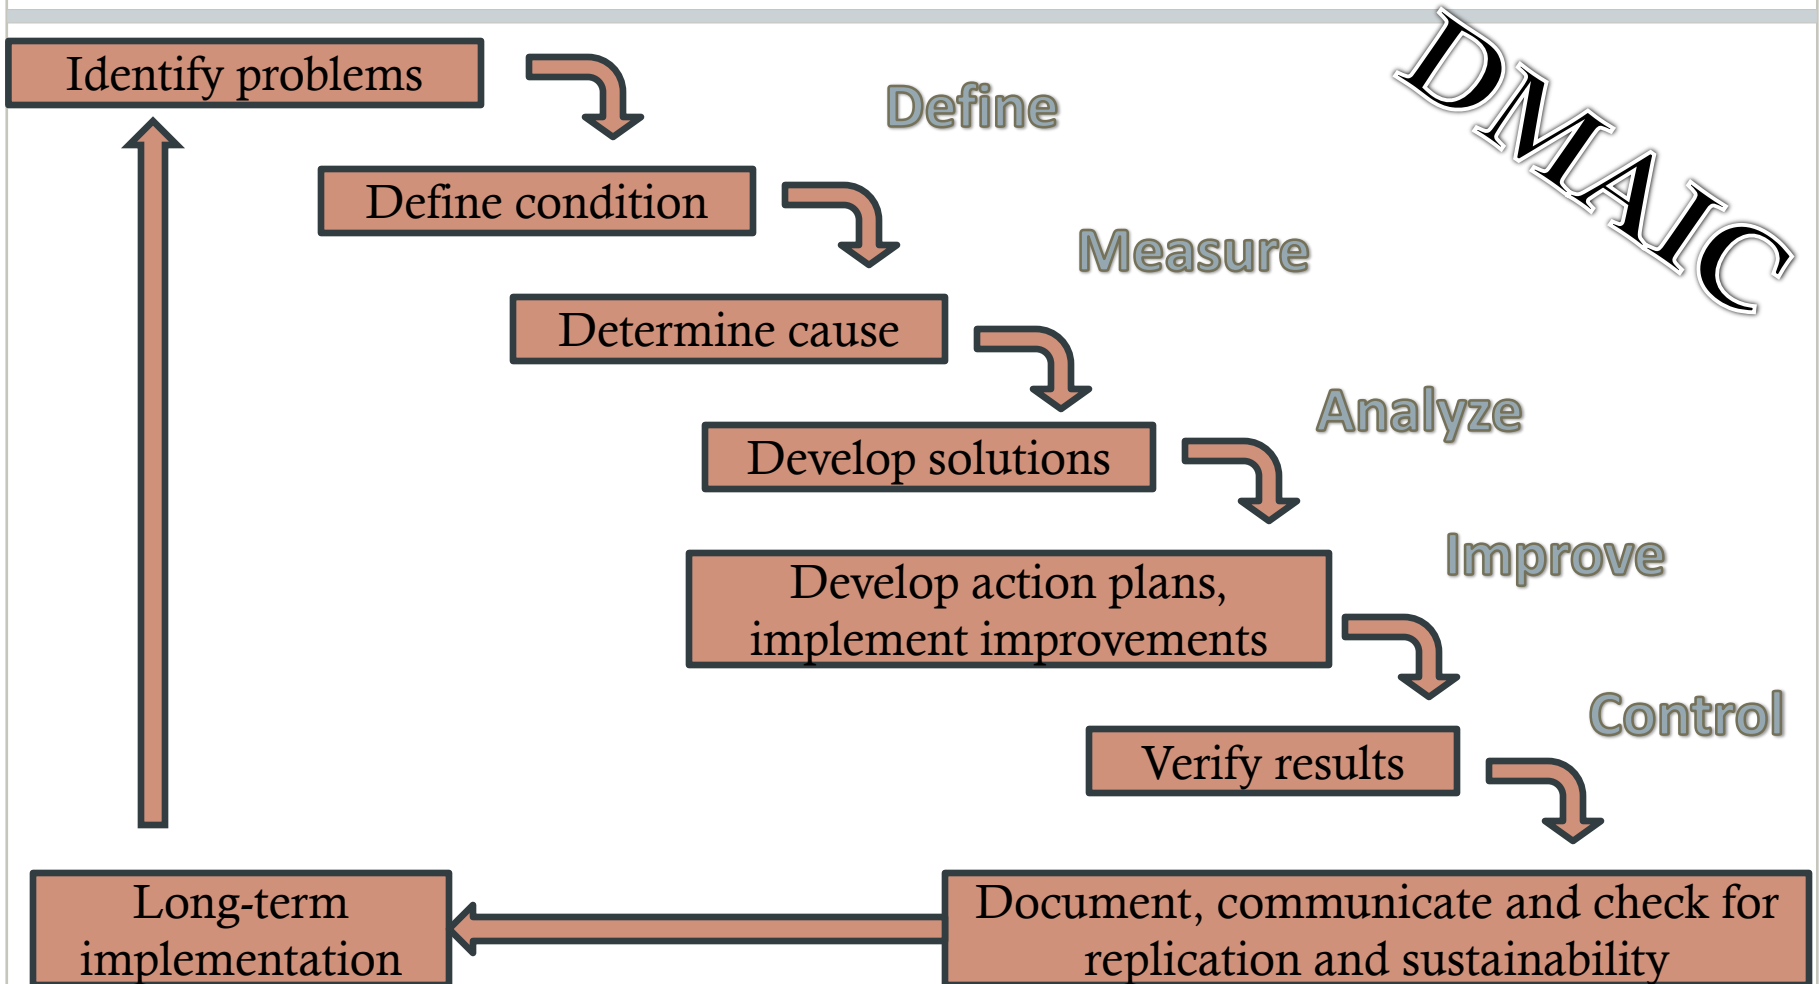 DMAIC
Identify problems
Define
Define condition
Measure
Determine cause
Analyze
Develop solutions
Improve
Develop action plans,
implement improvements
Control
Verify results
Long-term
implementation
Document, communicate and check for
replication and sustainability